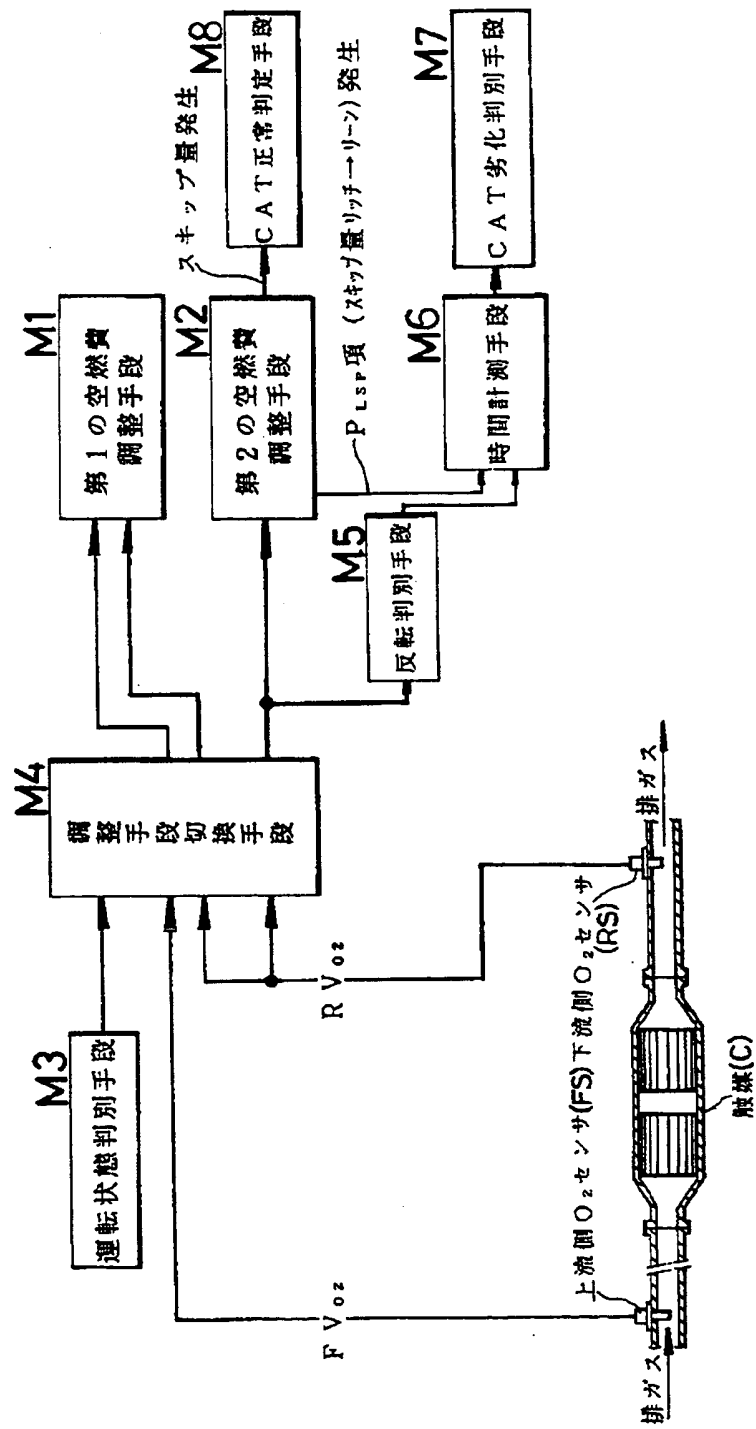 M3
運転状態判別手段
M4
調整手段切換手段
M1
第1の空燃費
調整手段
M2
第2の空燃費
調整手段
スキップ量発生
M8
CAT正常判定手段
M5
反転判別手段
PLSP項 (スキップ量リッチ→リーン)発生
M6
時間計測手段
M7
CAT劣化判別手段
F VO2
R VO2
上流側O2センサ(FS)
下流側O2センサ
(RS)
排ガス
排ガス
触媒(C)